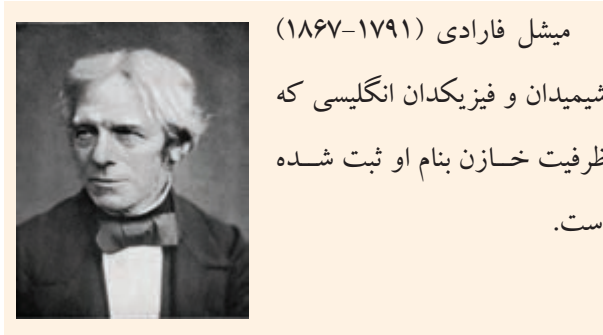 میشل فارادی (۱۷۹۱–۱۸۶۷)
شیمیدان و فیزیکدان انگلیسی که
ظرفیت خازن بنام او ثبت شده
است.